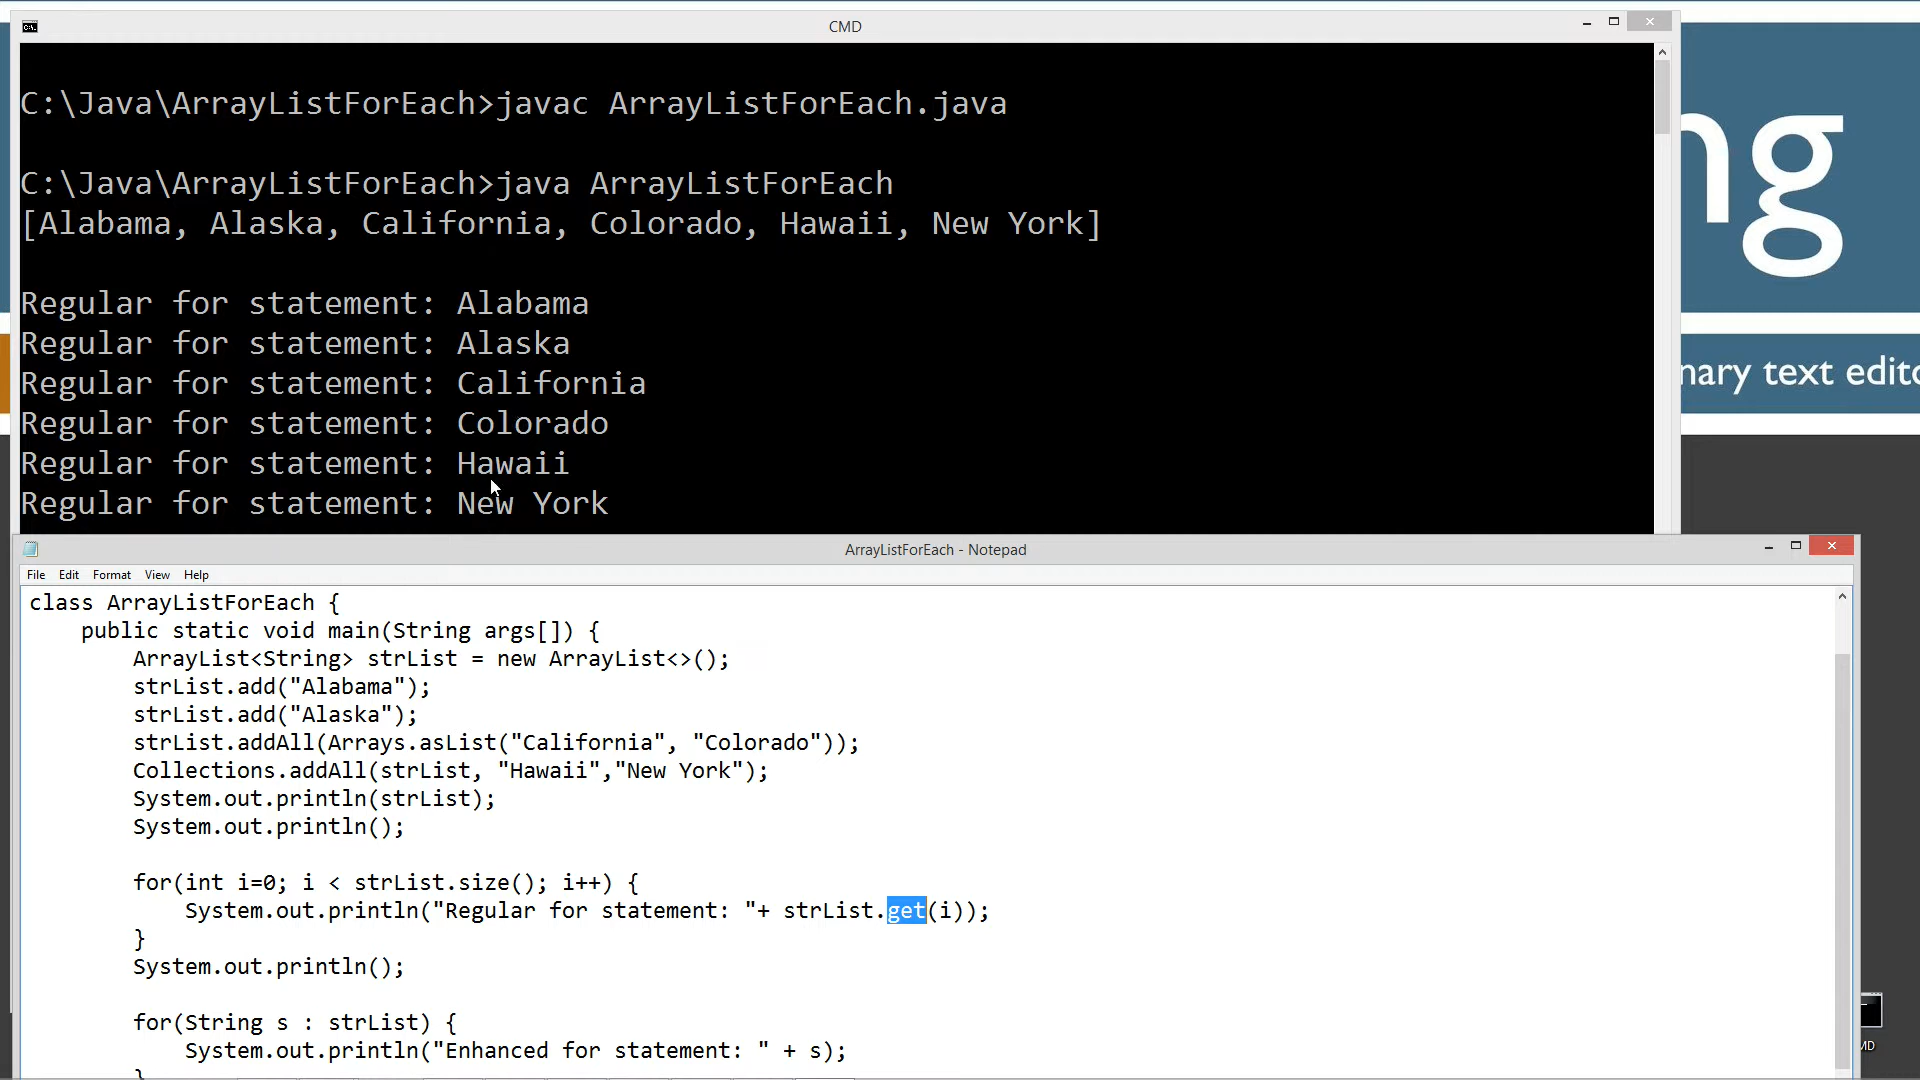 CMD
C:\Java\ArrayListForEach>javac ArrayListForEach.java
C:\Java\ArrayListForEach>java ArrayListForEach
[Alabama, Alaska, California, Colorado, Hawaii, New York]
Regular for statement: Alabama
Regular for statement: Alaska
Regular for statement: California
Regular for statement: Colorado
Regular for statement: Hawaii
Regular for statement: New York
ng
nary text edito
ArrayListForEach - Notepad
File Edit Format View Help
class ArrayListForEach {
public static void main(String args[]) {
ArrayList<String> strList = new ArrayList<>();
strList.add("Alabama");
strList.add("Alaska");
strList.addAll(Arrays.asList("California", "Colorado"));
Collections.addAll(strList, "Hawaii","New York");
System.out.println(strList);
System.out.println();
for(int i=0; i < strList.size(); i++) {
System.out.println("Regular for statement: "+ strList.get(i));
}
System.out.println();
for(String s : strList) {
System.out.println("Enhanced for statement: " + s);
}
MD